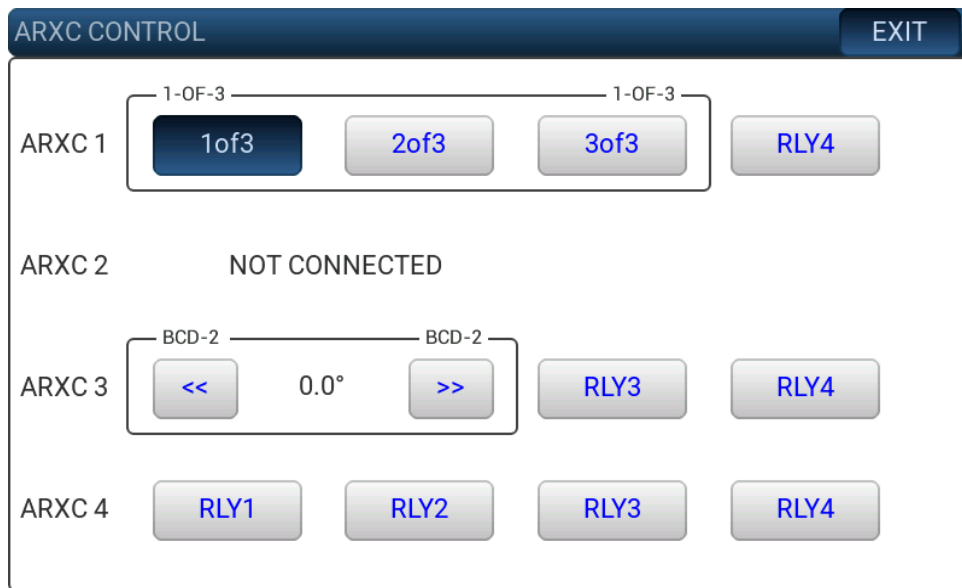 ARXC CONTROL EXIT
1-OF-3 1-OF-3
ARXC 1 1of3 2of3 3of3 RLY4
ARXC 2 NOT CONNECTED
BCD-2 BCD-2
ARXC 3 << 0.0° >> RLY3 RLY4
ARXC 4 RLY1 RLY2 RLY3 RLY4